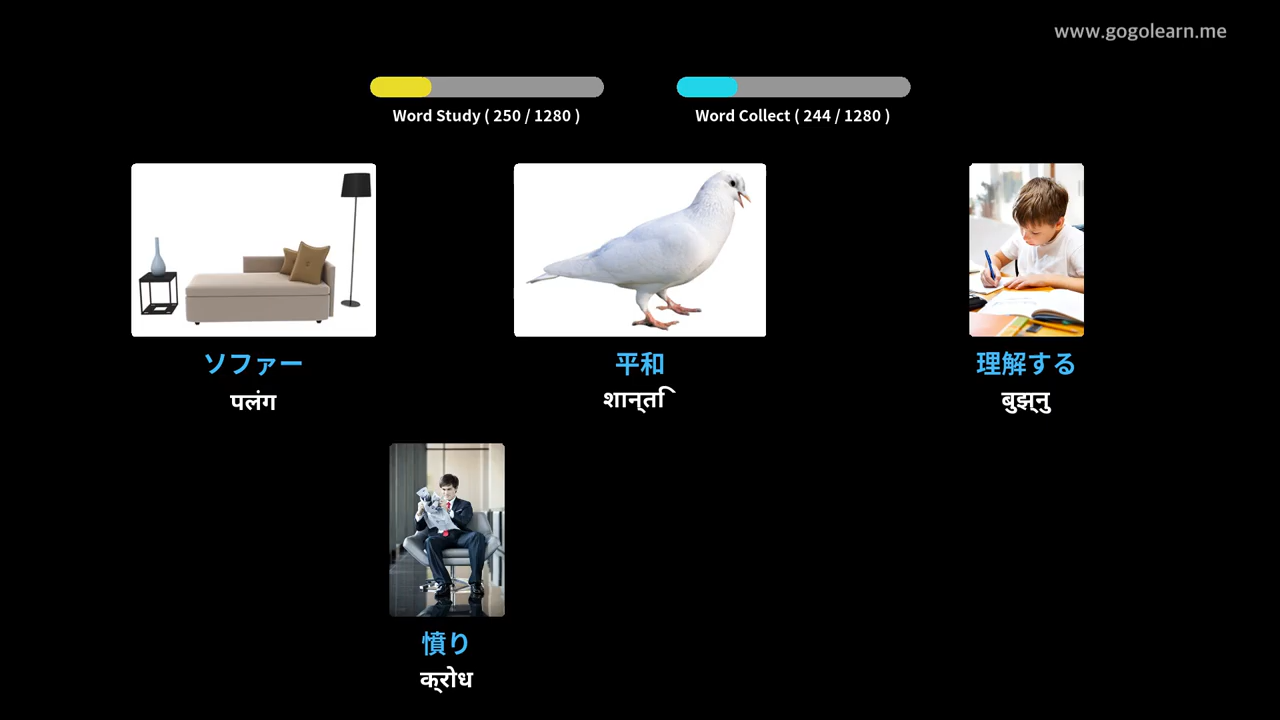 www.gogolearn.me
Word Study ( 250 / 1280 )
Word Collect ( 244 / 1280 )
ソファー
平和
理解する
पलंग
शान्ति
बुझ्नु
憤り
क्रोध